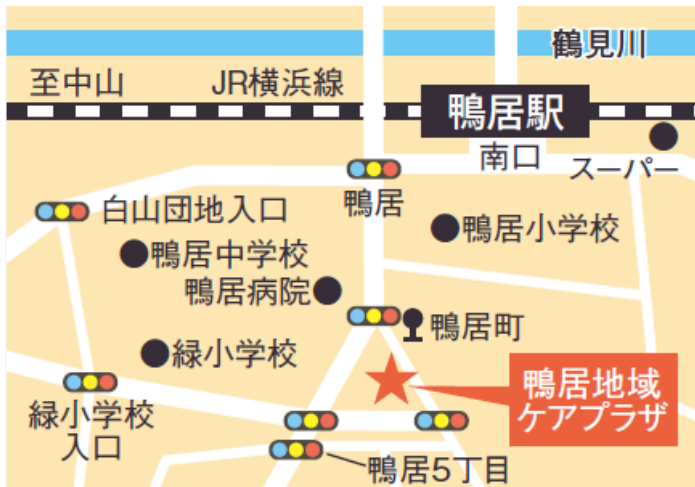 鶴見川
至中山
JR横浜線
鴨居駅
南口
スーパー
鴨居
白山団地入口
鴨居小学校
鴨居中学校
鴨居病院
鴨居町
緑小学校
鴨居地域
ケアプラザ
緑小学校
入口
鴨居5丁目